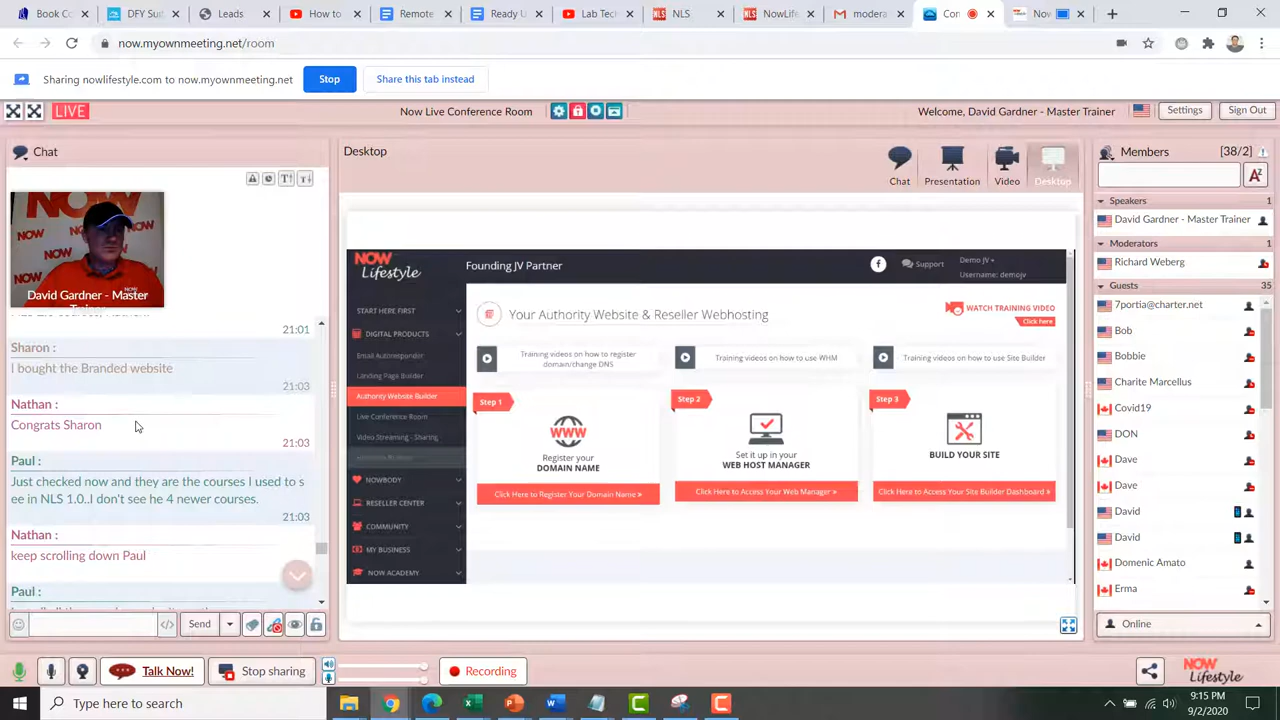 Docu
Desc
Leads
How
Remote
Lab Tech
NLS NLS
NLS NowLife
modera
Con
Now
now.myownmeeting.net/room
Sharing nowlifestyle.com to now.myownmeeting.net
Stop
Share this tab instead
LIVE
Now Live Conference Room
Welcome, David Gardner - Master Trainer
Settings
Sign Out
Chat
NOW
David Gardner - Master
21:01
Sharon :
I bought the Branded website
21:03
Nathan :
Congrats Sharon
21:03
Paul :
Just locked now, they are the courses I used to s
ee in NLS 1.0..I don't see he 4 newer courses.
21:03
Nathan :
keep scrolling down Paul
Paul :
Send
Desktop
Chat
Presentation
Video
Desktop
NOW
Lifestyle
Founding JV Partner
Support
Demo JV
Username: demojv
START HERE FIRST
DIGITAL PRODUCTS
Email Autoresponder
Landing Page Builder
Authority Website Builder
Live Conference Room
Video Streaming - Sharing
NOWBODY
RESELLER CENTER
COMMUNITY
MY BUSINESS
NOW ACADEMY
Your Authority Website & Reseller Webhosting
WATCH TRAINING VIDEO
Click here
Training videos on how to register
domain/change DNS
Training videos on how to use WHM
Training videos on how to use Site Builder
Step 1
WWW
Register your
DOMAIN NAME
Click Here to Register Your Domain Name »
Step 2
Set it up in your
WEB HOST MANAGER
Click Here to Access Your Web Manager »
Step 3
BUILD YOUR SITE
Click Here to Access Your Site Builder Dashboard »
Members
[38/2]
Speakers 1
David Gardner - Master Trainer
Moderators 1
Richard Weberg
Guests 35
7portia@charter.net
Bob
Bobbie
Charite Marcellus
Covid19
DON
Dave
Dave
David
David
Domenic Amato
Erma
Online
Talk Now!
Stop sharing
Recording
NOW
Lifestyle
Type here to search
9:15 PM
9/2/2020